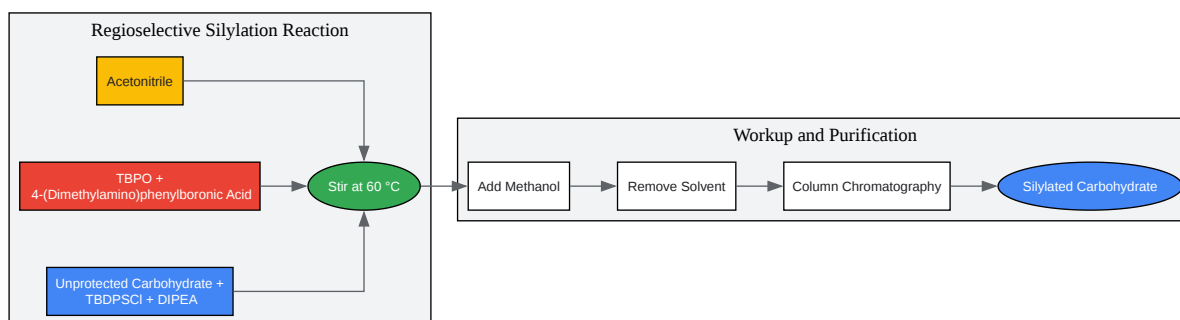 Regioselective Silylation Reaction
Acetonitrile
TBPO +
4-(Dimethylamino)phenylboronic Acid
Stir at 60 °C
Unprotected Carbohydrate +
TBDPSCl + DIPEA
Workup and Purification
Add Methanol
Remove Solvent
Column Chromatography
Silylated Carbohydrate